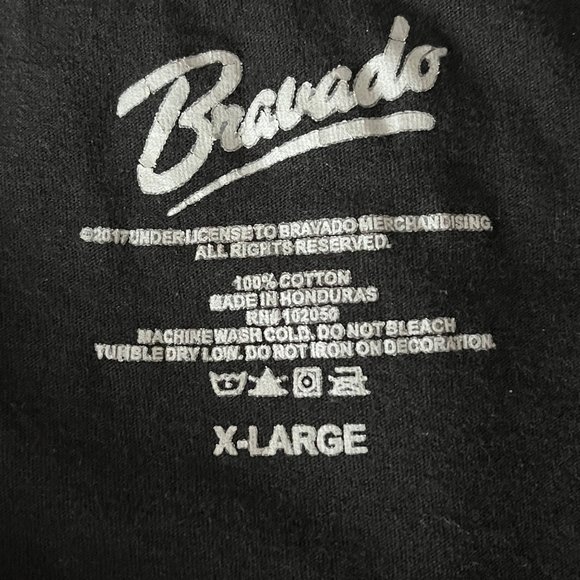 Bravado
©2017 UNDER LICENSE TO BRAVADO MERCHANDISING.
ALL RIGHTS RESERVED.
100% COTTON
MADE IN HONDURAS
RN# 102050
MACHINE WASH COLD. DO NOT BLEACH
TUMBLE DRY LOW. DO NOT IRON ON DECORATION.
X-LARGE